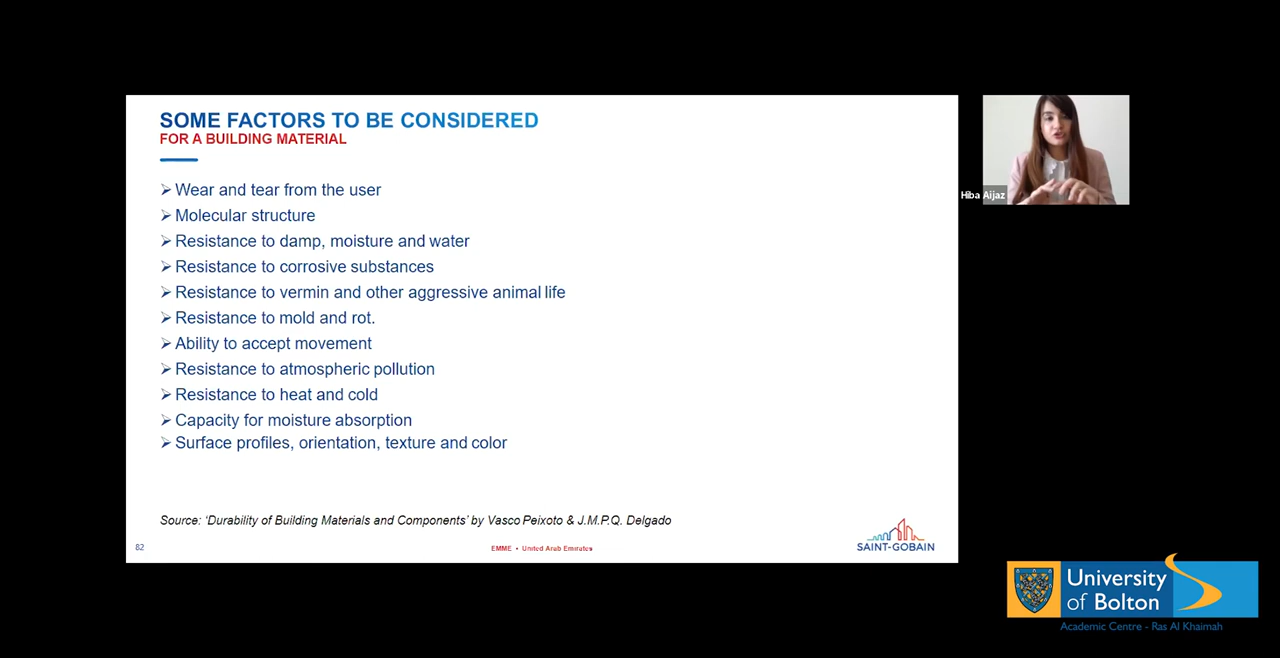 SOME FACTORS TO BE CONSIDERED
FOR A BUILDING MATERIAL
Wear and tear from the user
Molecular structure
Resistance to damp, moisture and water
Resistance to corrosive substances
Resistance to vermin and other aggressive animal life
Resistance to mold and rot.
Ability to accept movement
Resistance to atmospheric pollution
Resistance to heat and cold
Capacity for moisture absorption
Surface profiles, orientation, texture and color
Source: ‘Durability of Building Materials and Components’ by Vasco Peixoto & J.M.P.Q. Delgado
82
EMME • United Arab Emirates
SAINT-GOBAIN
Hiba Aijaz
University
of Bolton
Academic Centre - Ras Al Khaimah